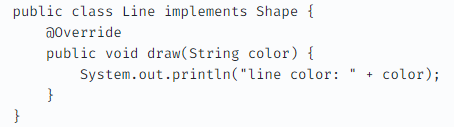 public class Line implements Shape {
    @Override
    public void draw(String color) {
        System.out.println("line color: " + color);
    }
}